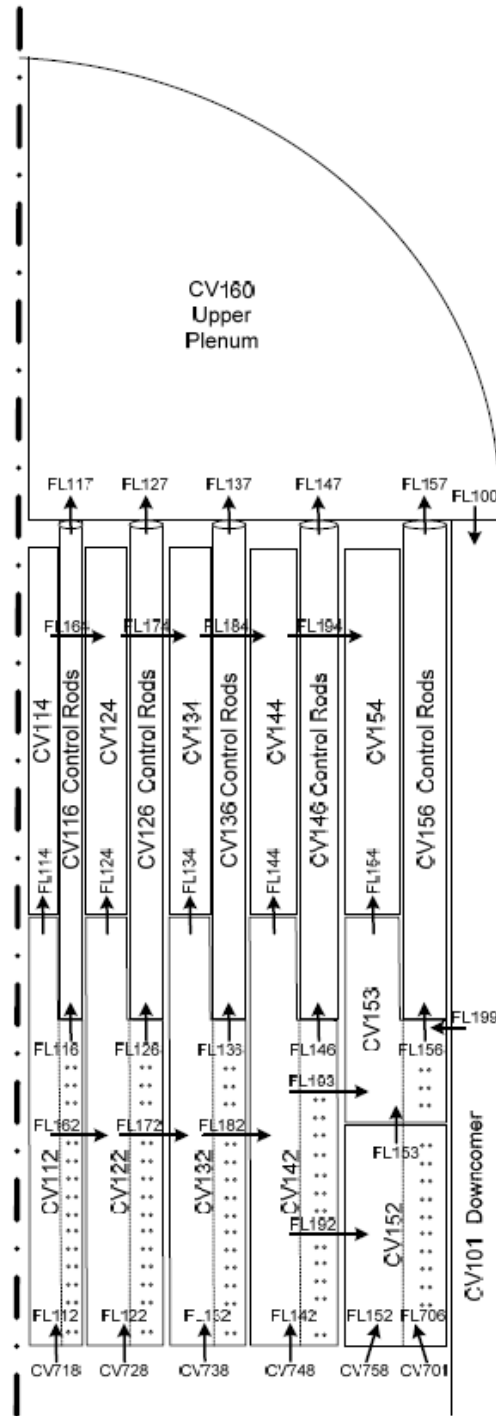 CV160
Upper
Plenum
FL117
FL127
FL137
FL147
FL157
FL100
FL164
FL174
FL184
FL194
CV114
CV116 Control Rods
CV124
CV126 Control Rods
CV134
CV136 Control Rods
CV144
CV146 Control Rods
CV154
CV156 Control Rods
FL114
FL124
FL134
FL144
FL154
CV153
FL199
FL116
FL126
FL136
FL146
FL156
FL193
FL162
FL172
FL182
FL153
CV112
CV122
CV132
CV142
CV152
CV101 Downcomer
FL192
FL112
FL122
FL132
FL142
FL152
FL706
CV718
CV728
CV738
CV748
CV758
CV701